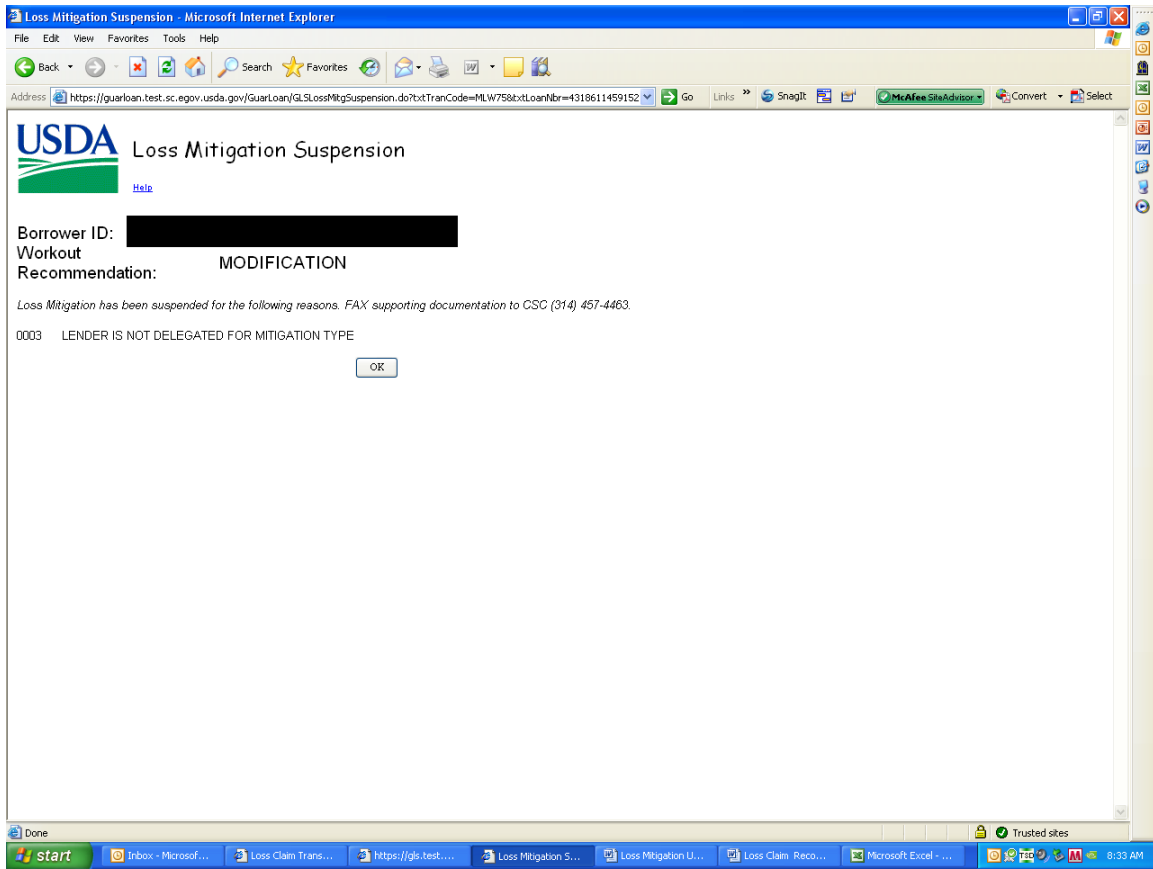 Loss Mitigation Suspension - Microsoft Internet Explorer
File Edit View Favorites Tools Help
Back Search Favorites
Address https://guarloan.test.sc.egov.usda.gov/GuarLoan/GLSLossMitgSuspension.do?txtTranCode=MLW75&txtLoanNbr=4318611459152 Go Links » SnagIt McAfee SiteAdvisor Convert Select
USDA Loss Mitigation Suspension
Help
Borrower ID:
Workout
Recommendation: MODIFICATION
Loss Mitigation has been suspended for the following reasons. FAX supporting documentation to CSC (314) 457-4463.
0003 LENDER IS NOT DELEGATED FOR MITIGATION TYPE
OK
Done Trusted sites
start Inbox - Microsof... Loss Claim Trans... https://gls.test.... Loss Mitigation S... Loss Mitigation U... Loss Claim Reco... Microsoft Excel - ... TSD 8:33 AM